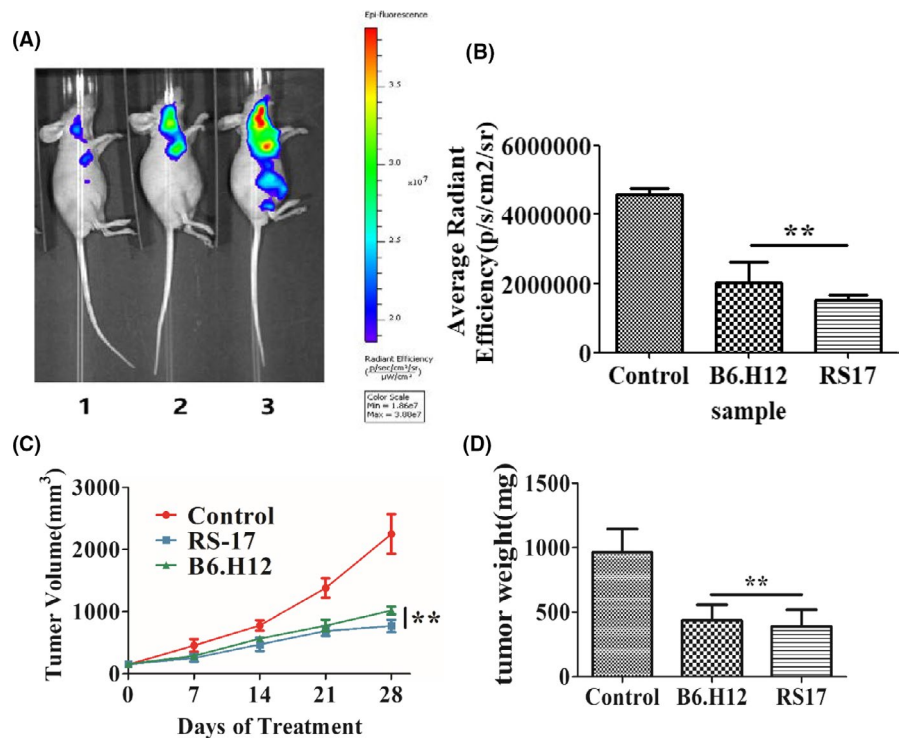 (A)
Epi-fluorescence
3.5
3.0
x10⁷
2.5
2.0
Radiant Efficiency
(p/sec/cm²/sr / µW/cm²)
Color Scale
Min = 1.86e7
Max = 3.88e7
1 2 3
(B)
Average Radiant
Efficiency(p/s/cm2/sr)
6000000
4000000
2000000
0
**
Control B6.H12 RS17
sample
(C)
Tumer Volume(mm³)
3000
2000
1000
0
Control
RS-17
B6.H12
**
0 7 14 21 28
Days of Treatment
(D)
tumor weight(mg)
1500
1000
500
0
**
Control B6.H12 RS17